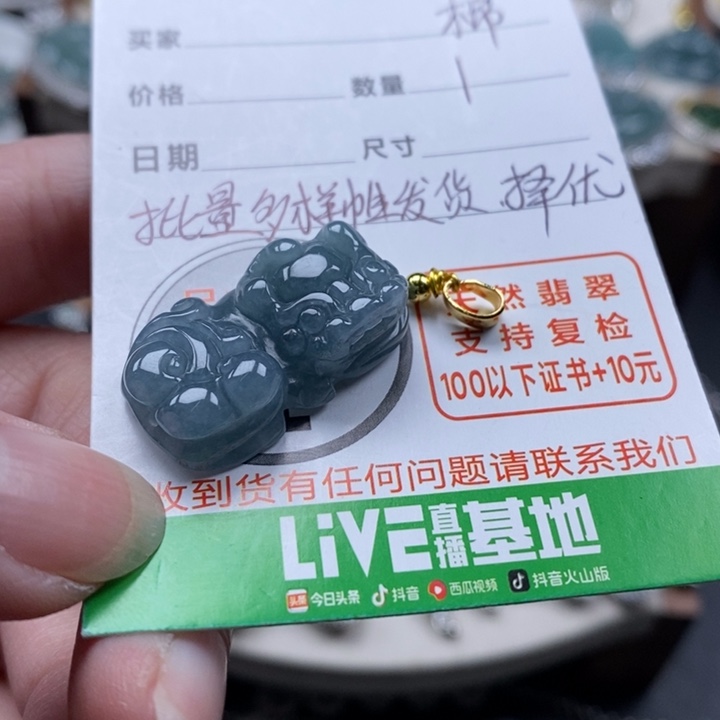 买家 棉
价格 数量 1
日期 尺寸
批量多样性发货 择优
天然翡翠
支持复检
100以下证书+10元
收到货有任何问题请联系我们
LiVE直播基地
头条 今日头条 抖音 西瓜视频 抖音火山版